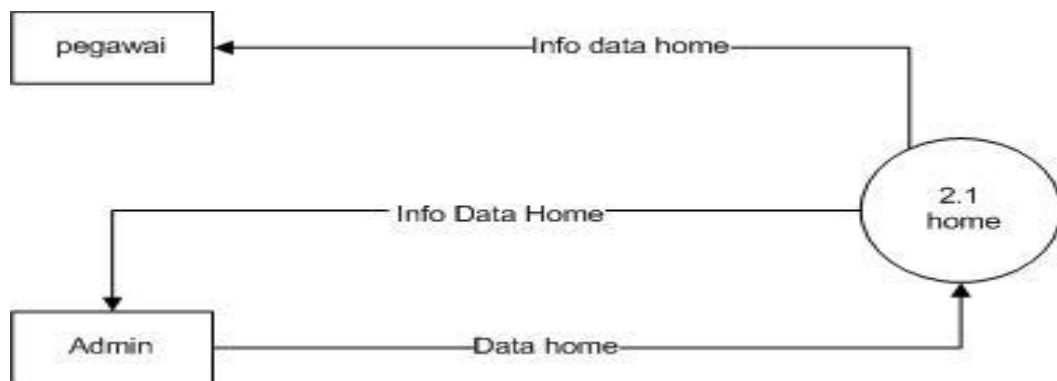 pegawai
Info data home
2.1
home
Info Data Home
Admin
Data home